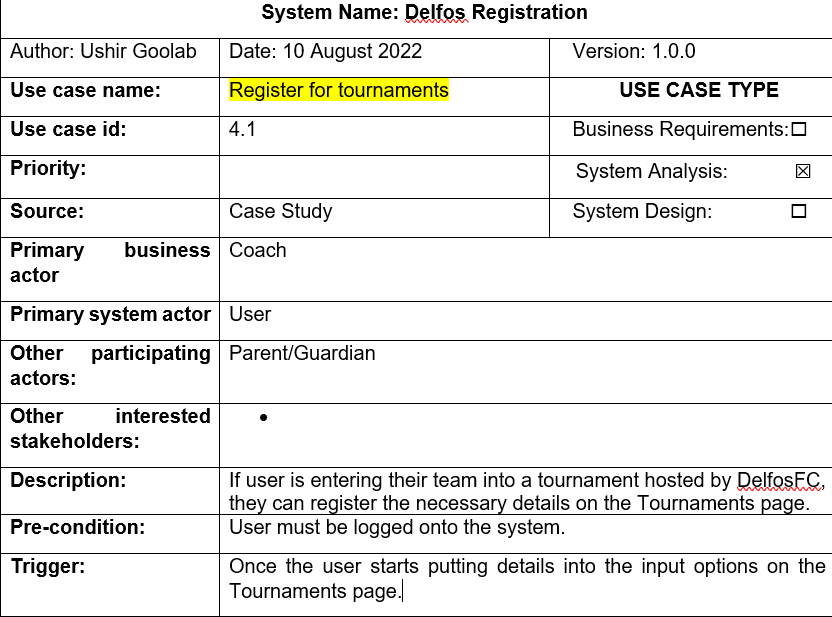 System Name: Delfos Registration
Author: Ushir Goolab Date: 10 August 2022 Version: 1.0.0
Use case name: Register for tournaments USE CASE TYPE
Use case id: 4.1 Business Requirements:☐
Priority: System Analysis: ☒
Source: Case Study System Design: ☐
Primary business Coach
actor
Primary system actor User
Other participating Parent/Guardian
actors:
Other interested •
stakeholders:
Description: If user is entering their team into a tournament hosted by DelfosFC,
they can register the necessary details on the Tournaments page.
Pre-condition: User must be logged onto the system.
Trigger: Once the user starts putting details into the input options on the
Tournaments page.